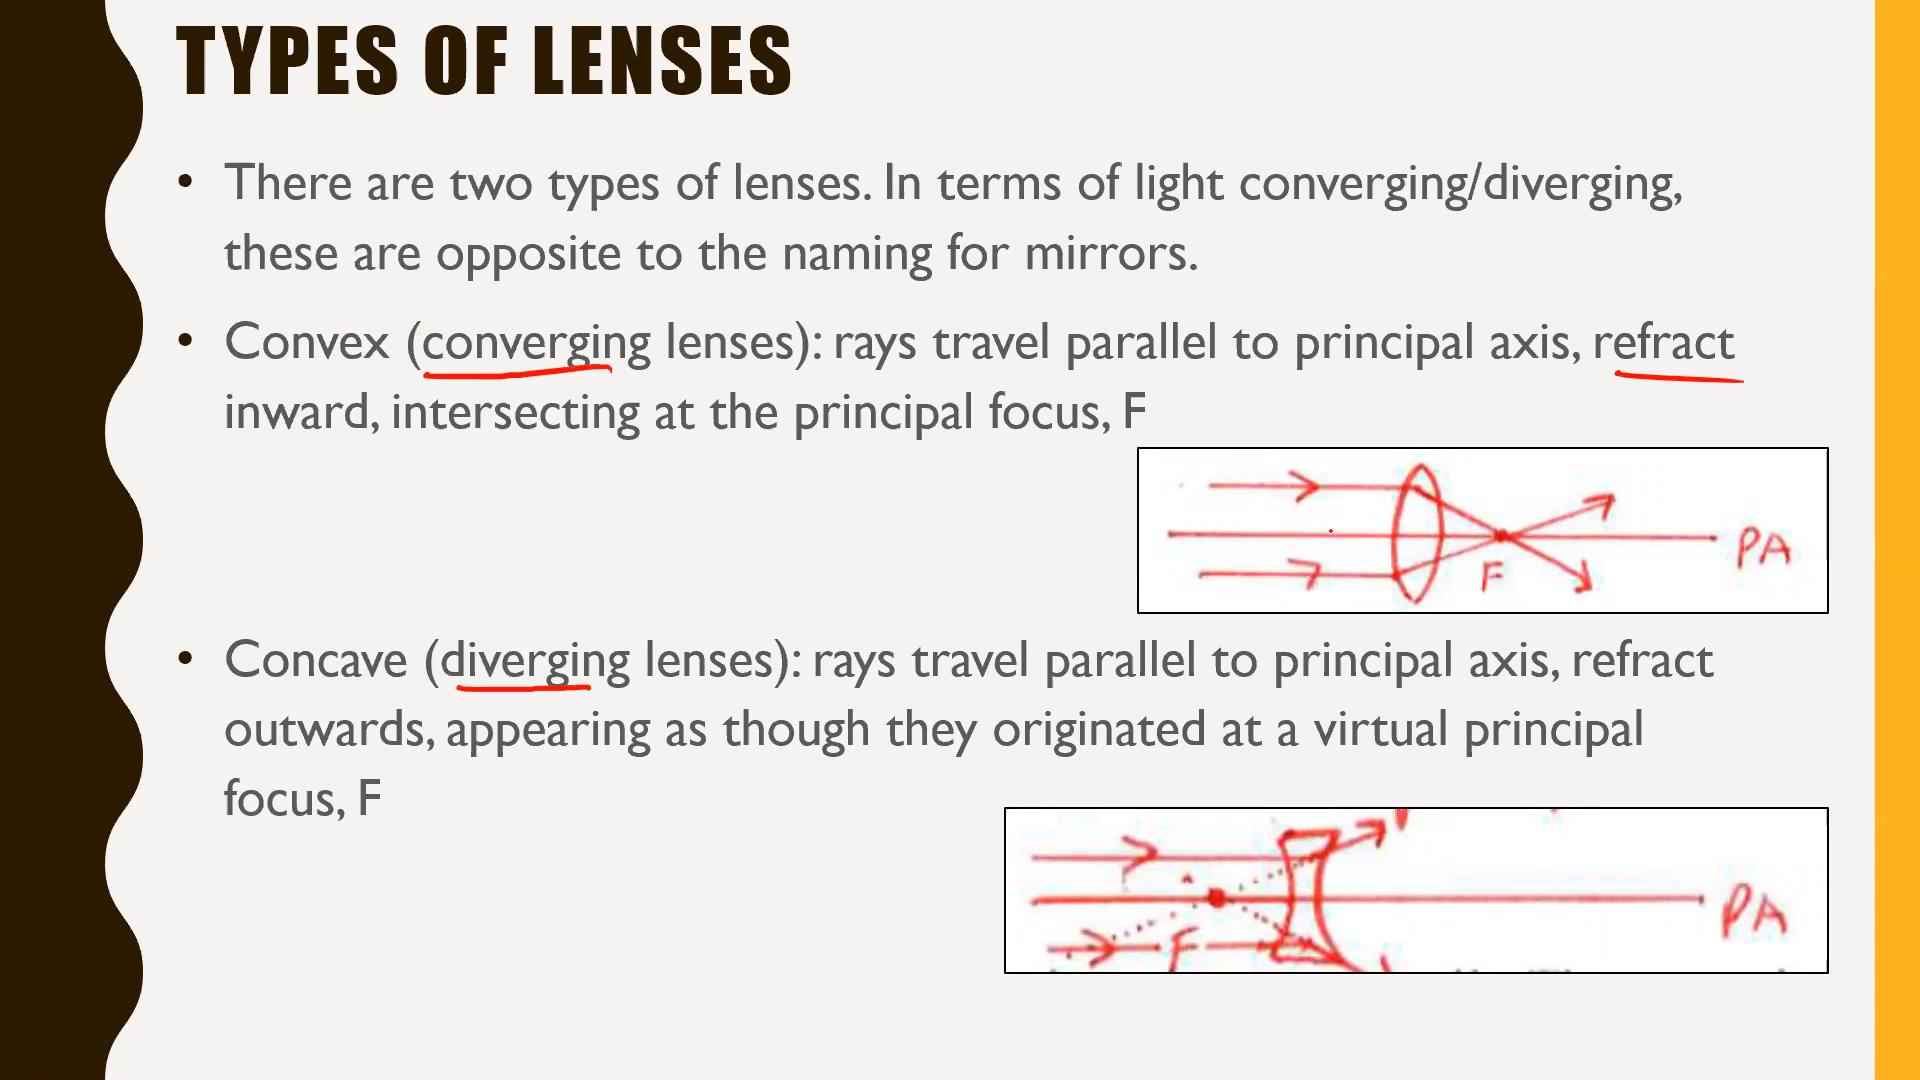 TYPES OF LENSES
• There are two types of lenses. In terms of light converging/diverging,
these are opposite to the naming for mirrors.
• Convex (converging lenses): rays travel parallel to principal axis, refract
inward, intersecting at the principal focus, F
F
PA
• Concave (diverging lenses): rays travel parallel to principal axis, refract
outwards, appearing as though they originated at a virtual principal
focus, F
F
PA